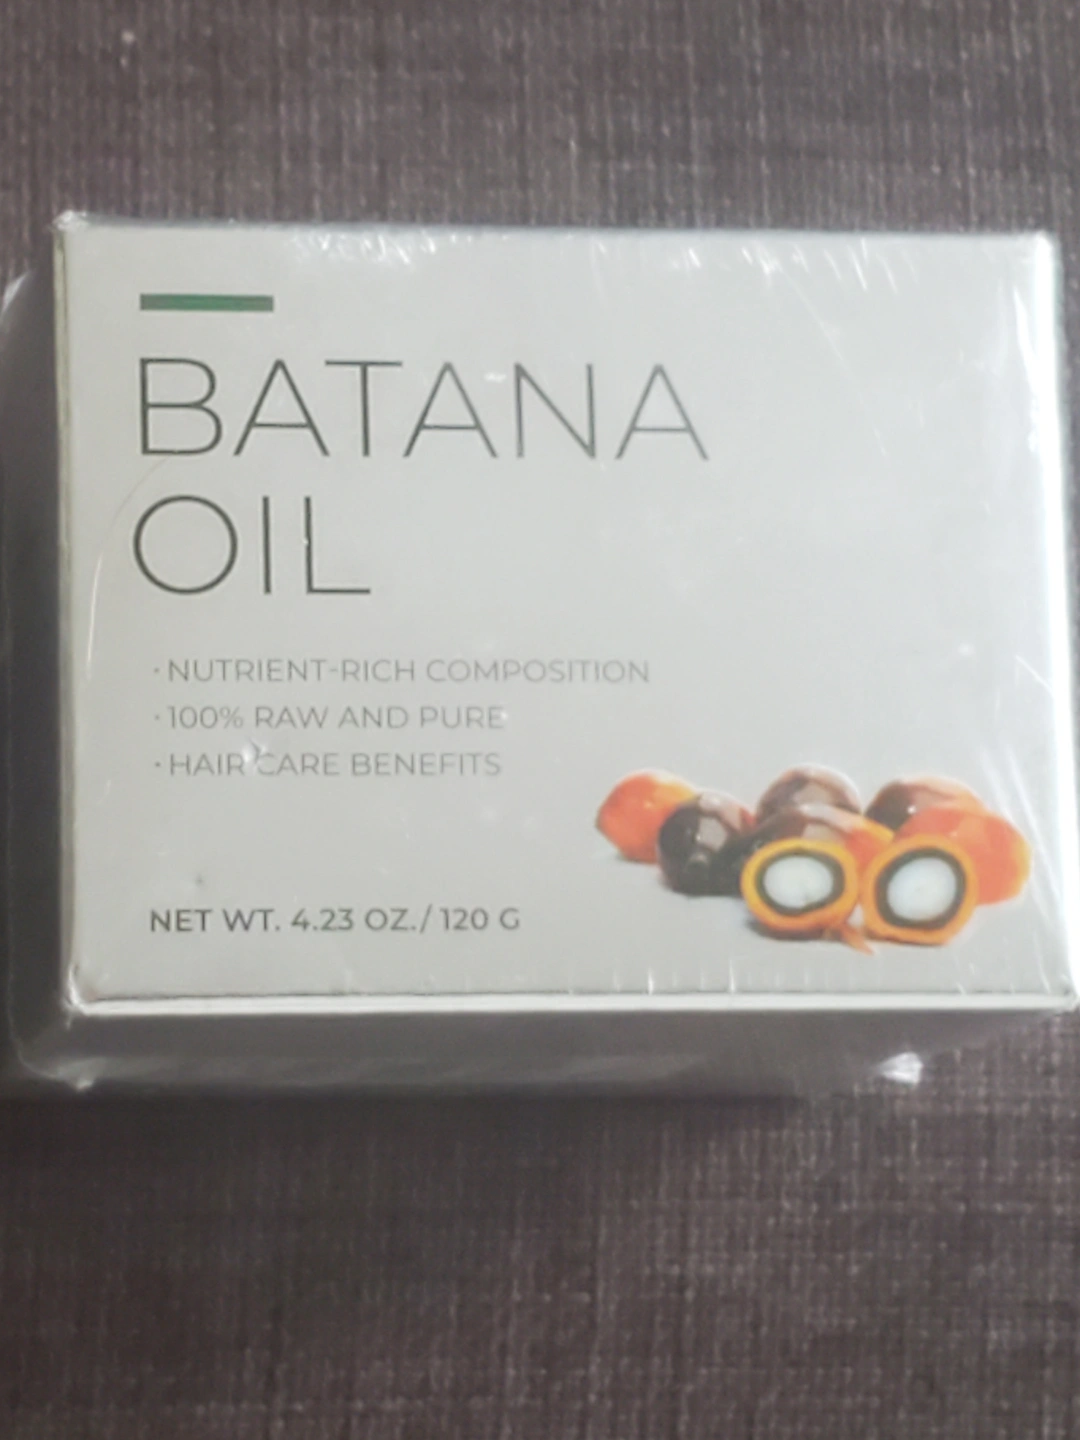 BATANA
OIL
· NUTRIENT-RICH COMPOSITION
· 100% RAW AND PURE
· HAIR CARE BENEFITS
NET WT. 4.23 OZ./ 120 G